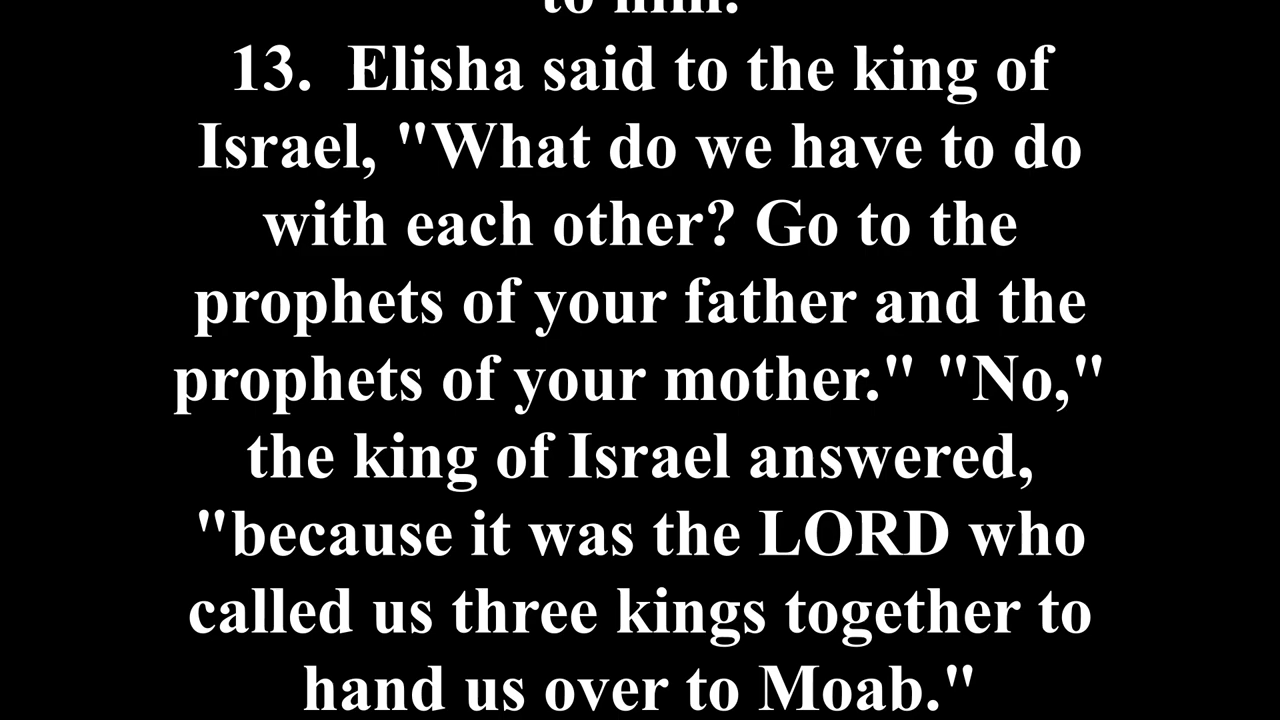 to him.
13.  Elisha said to the king of
Israel, "What do we have to do
with each other? Go to the
prophets of your father and the
prophets of your mother." "No,"
the king of Israel answered,
"because it was the LORD who
called us three kings together to
hand us over to Moab."